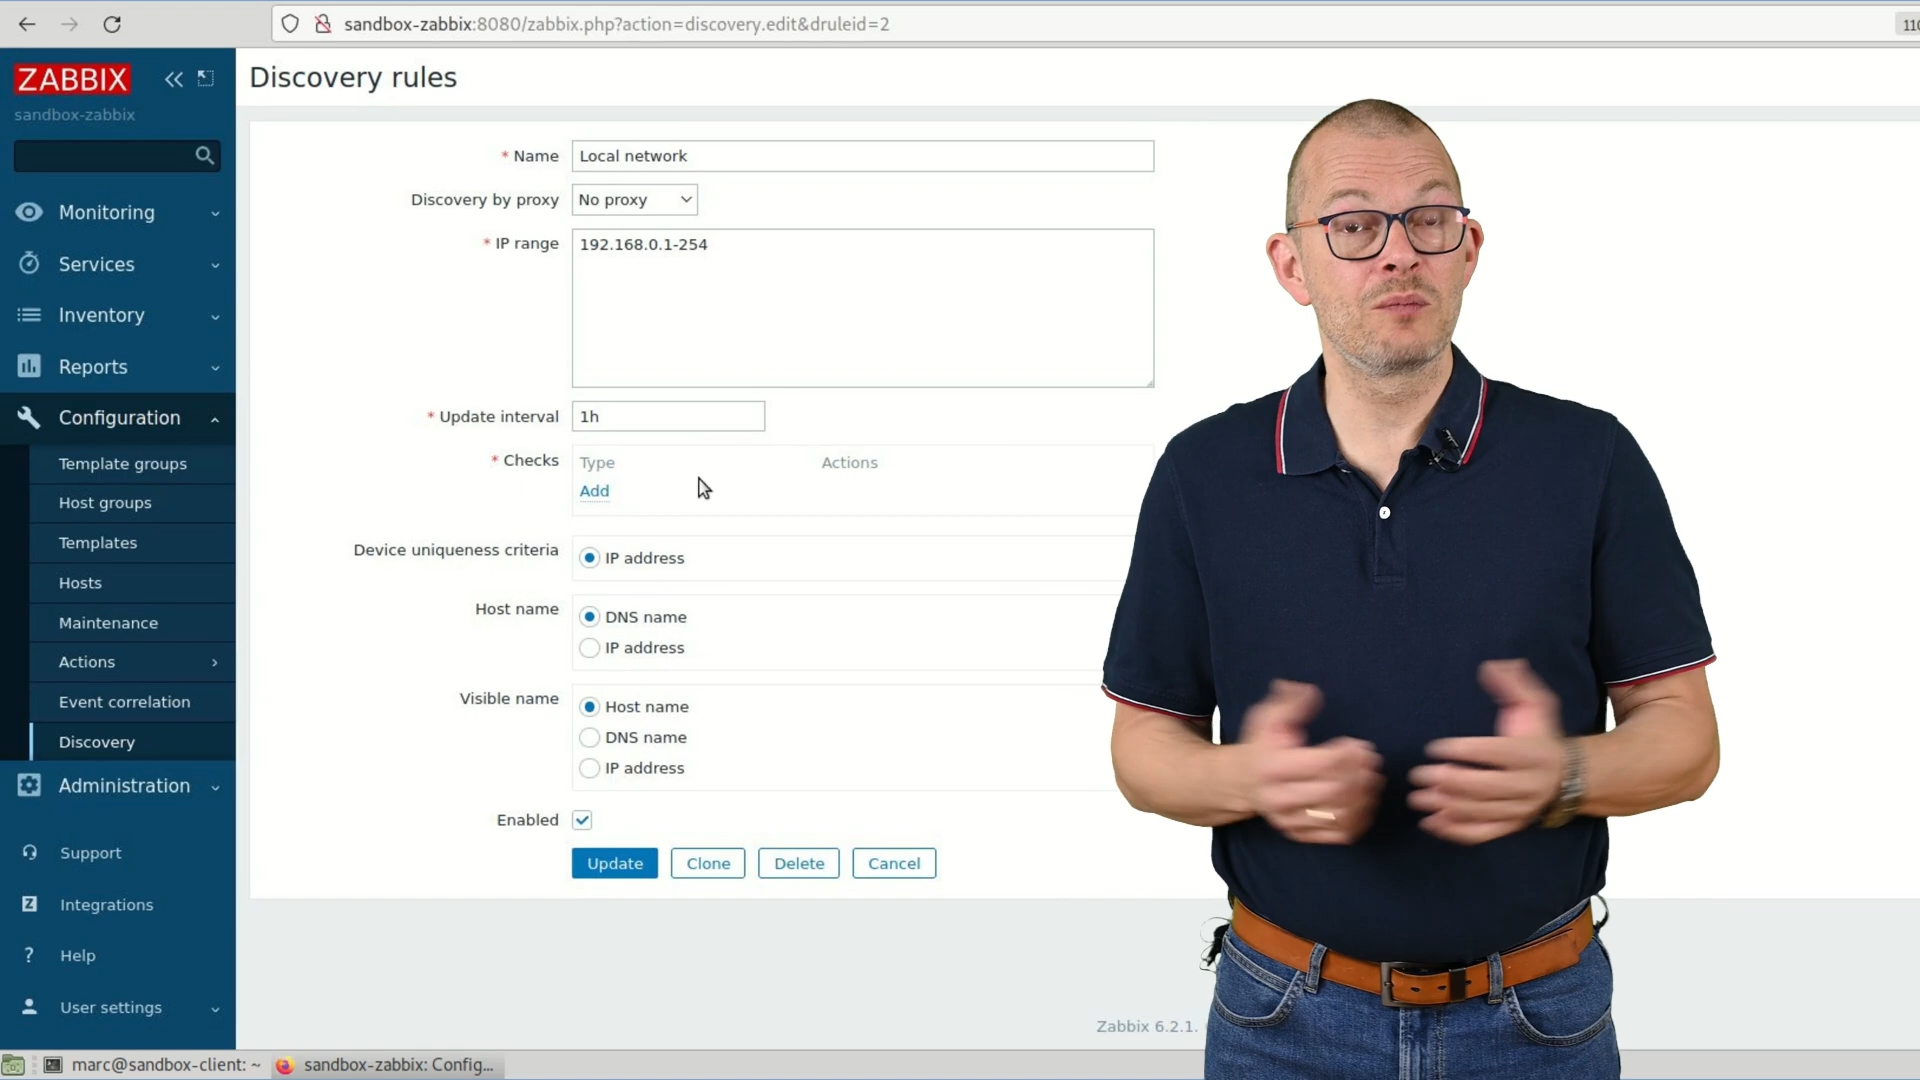 sandbox-zabbix:8080/zabbix.php?action=discovery.edit&druleid=2
ZABBIX
sandbox-zabbix
Monitoring
Services
Inventory
Reports
Configuration
Template groups
Host groups
Templates
Hosts
Maintenance
Actions
Event correlation
Discovery
Administration
Support
Z Integrations
? Help
User settings
Discovery rules
* Name Local network
Discovery by proxy No proxy
* IP range 192.168.0.1-254
* Update interval 1h
* Checks Type Actions
Add
Device uniqueness criteria IP address
Host name DNS name
IP address
Visible name Host name
DNS name
IP address
Enabled
Update Clone Delete Cancel
Zabbix 6.2.1.
marc@sandbox-client: ~ sandbox-zabbix: Config...